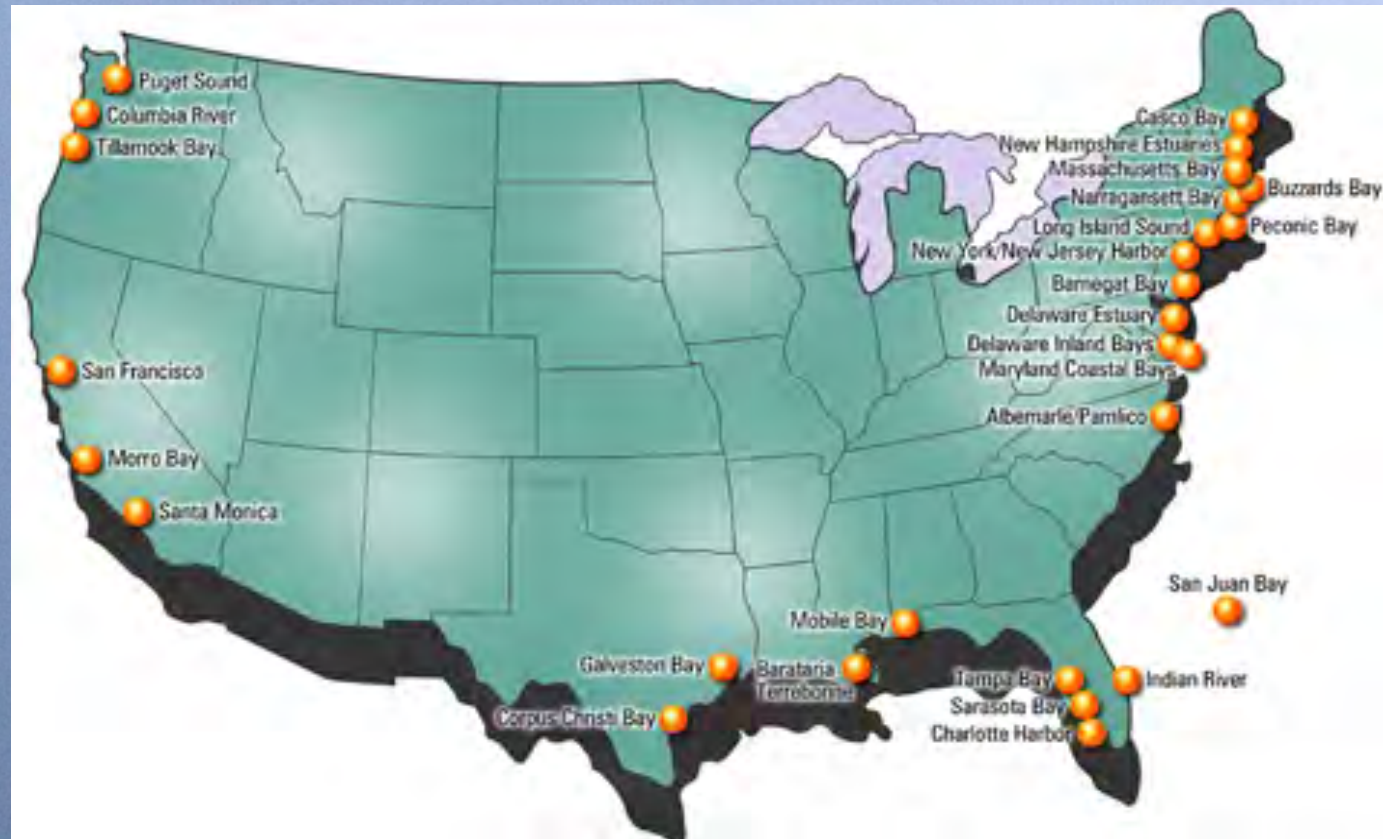 Puget Sound
Columbia River
Tillamook Bay
San Francisco
Morro Bay
Santa Monica
Casco Bay
New Hampshire Estuaries
Massachusetts Bay
Buzzards Bay
Narragansett Bay
Long Island Sound
Peconic Bay
New York/New Jersey Harbor
Barnegat Bay
Delaware Estuary
Delaware Inland Bays
Maryland Coastal Bays
Albemarle/Pamlico
San Juan Bay
Mobile Bay
Galveston Bay
Barataria
Terrebonne
Corpus Christi Bay
Tampa Bay
Indian River
Sarasota Bay
Charlotte Harbor